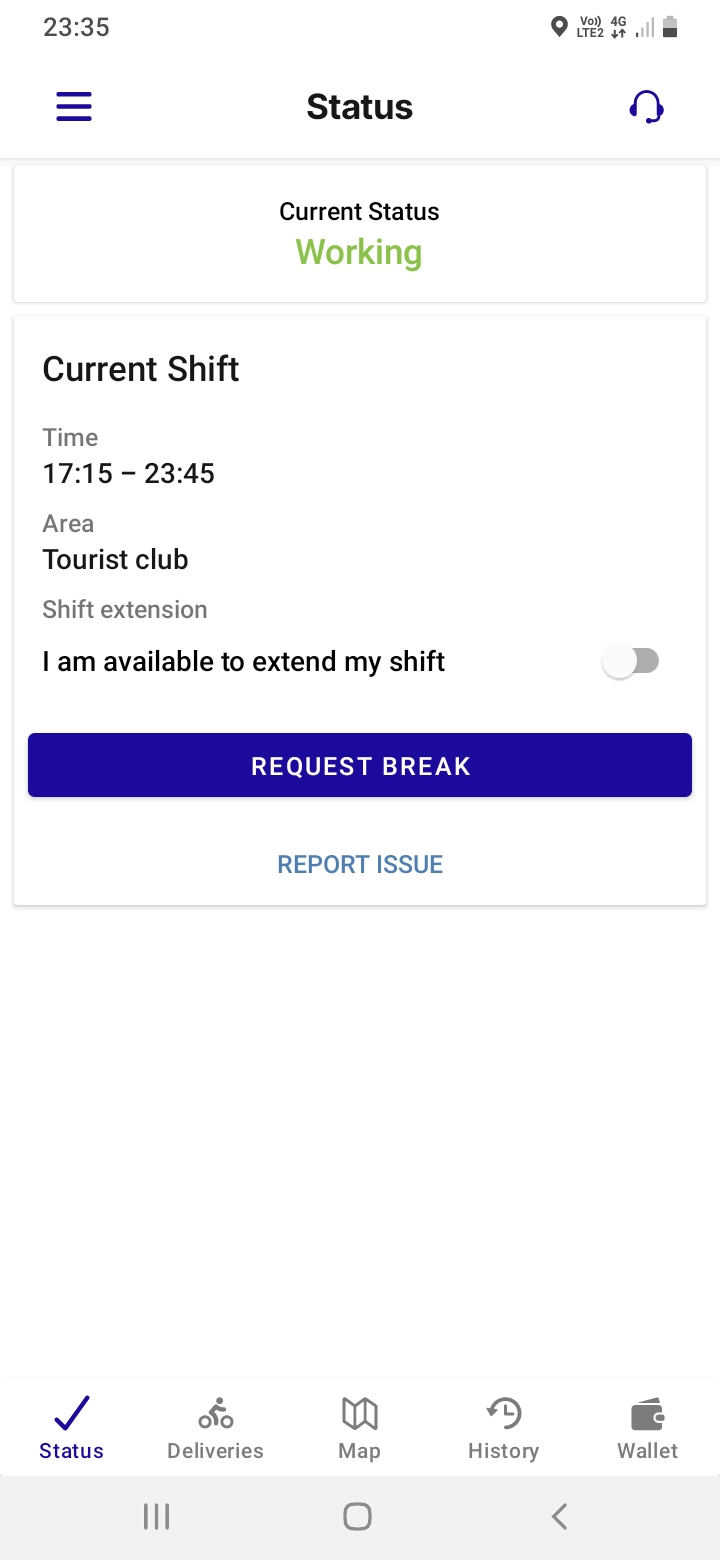 23:35
Vo)) 4G
LTE2
Status
Current Status
Working
Current Shift
Time
17:15 – 23:45
Area
Tourist club
Shift extension
I am available to extend my shift
REQUEST BREAK
REPORT ISSUE
Status Deliveries Map History Wallet